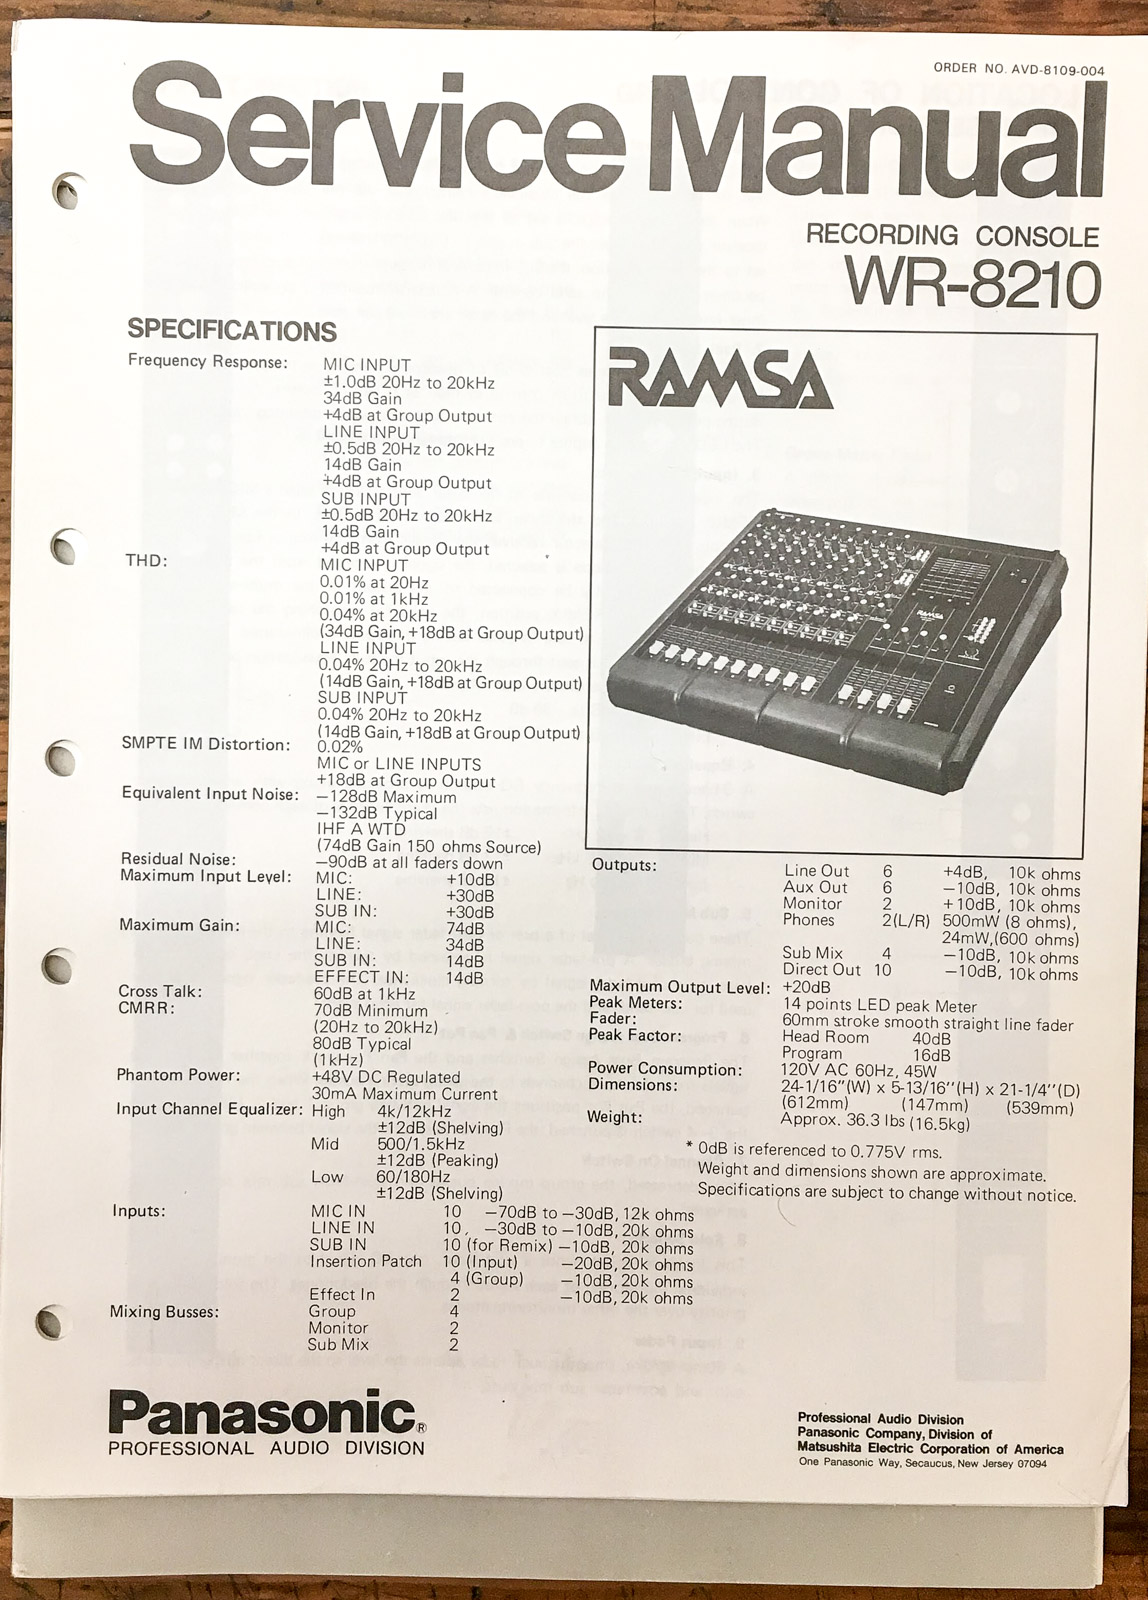 ORDER NO. AVD-8109-004
Service Manual
RECORDING CONSOLE
WR-8210
SPECIFICATIONS
Frequency Response: MIC INPUT
±1.0dB 20Hz to 20kHz
34dB Gain
+4dB at Group Output
LINE INPUT
±0.5dB 20Hz to 20kHz
14dB Gain
+4dB at Group Output
SUB INPUT
±0.5dB 20Hz to 20kHz
14dB Gain
+4dB at Group Output
THD: MIC INPUT
0.01% at 20Hz
0.01% at 1kHz
0.04% at 20kHz
(34dB Gain, +18dB at Group Output)
LINE INPUT
0.04% 20Hz to 20kHz
(14dB Gain, +18dB at Group Output)
SUB INPUT
0.04% 20Hz to 20kHz
(14dB Gain, +18dB at Group Output)
SMPTE IM Distortion: 0.02%
MIC or LINE INPUTS
+18dB at Group Output
Equivalent Input Noise: −128dB Maximum
−132dB Typical
IHF A WTD
(74dB Gain 150 ohms Source)
Residual Noise: −90dB at all faders down
Maximum Input Level: MIC: +10dB
LINE: +30dB
SUB IN: +30dB
Maximum Gain: MIC: 74dB
LINE: 34dB
SUB IN: 14dB
EFFECT IN: 14dB
Cross Talk: 60dB at 1kHz
CMRR: 70dB Minimum
(20Hz to 20kHz)
80dB Typical
(1kHz)
Phantom Power: +48V DC Regulated
30mA Maximum Current
Input Channel Equalizer: High 4k/12kHz
±12dB (Shelving)
Mid 500/1.5kHz
±12dB (Peaking)
Low 60/180Hz
±12dB (Shelving)
Inputs: MIC IN 10 −70dB to −30dB, 12k ohms
LINE IN 10, −30dB to −10dB, 20k ohms
SUB IN 10 (for Remix) −10dB, 20k ohms
Insertion Patch 10 (Input) −20dB, 20k ohms
4 (Group) −10dB, 20k ohms
Effect In 2 −10dB, 20k ohms
Mixing Busses: Group 4
Monitor 2
Sub Mix 2
RAMSA
RAMSA
Outputs: Line Out 6 +4dB, 10k ohms
Aux Out 6 −10dB, 10k ohms
Monitor 2 +10dB, 10k ohms
Phones 2(L/R) 500mW (8 ohms),
24mW,(600 ohms)
Sub Mix 4 −10dB, 10k ohms
Direct Out 10 −10dB, 10k ohms
Maximum Output Level: +20dB
Peak Meters: 14 points LED peak Meter
Fader: 60mm stroke smooth straight line fader
Peak Factor: Head Room 40dB
Program 16dB
Power Consumption: 120V AC 60Hz, 45W
Dimensions: 24-1/16"(W) x 5-13/16"(H) x 21-1/4"(D)
(612mm) (147mm) (539mm)
Weight: Approx. 36.3 lbs (16.5kg)
* 0dB is referenced to 0.775V rms.
Weight and dimensions shown are approximate.
Specifications are subject to change without notice.
Panasonic®
PROFESSIONAL AUDIO DIVISION
Professional Audio Division
Panasonic Company, Division of
Matsushita Electric Corporation of America
One Panasonic Way, Secaucus, New Jersey 07094